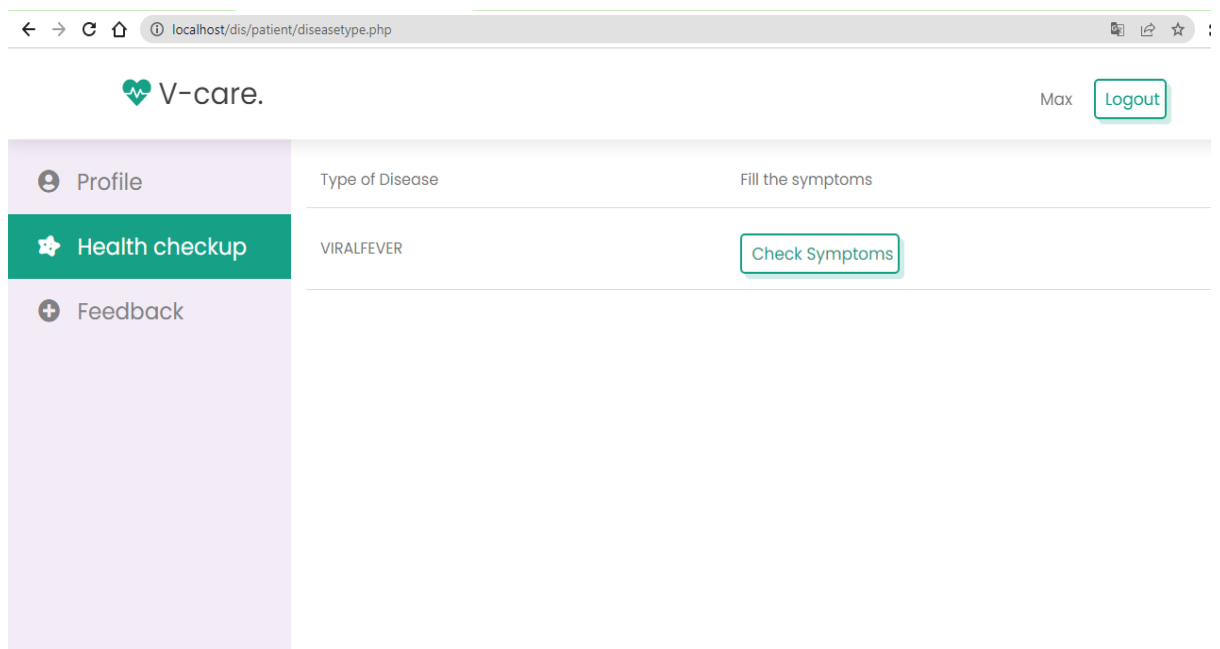 localhost/dis/patient/diseasetype.php
V-care.
Max Logout
Profile
Type of Disease Fill the symptoms
Health checkup
VIRALFEVER Check Symptoms
Feedback